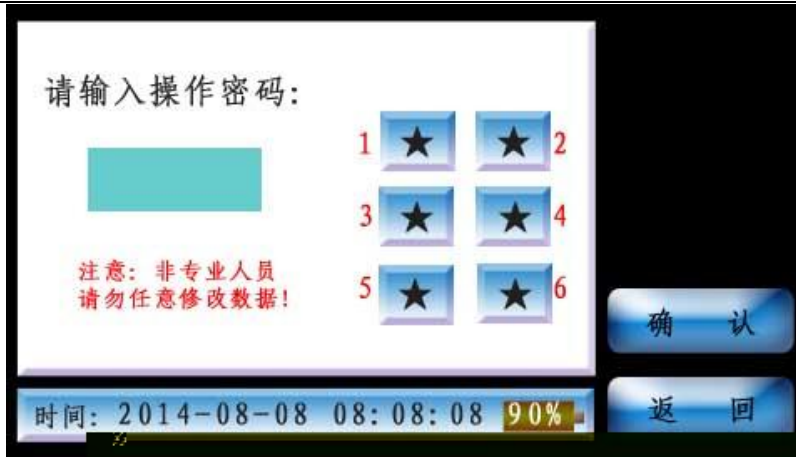 请输入操作密码:
1 ★ ★ 2
3 ★ ★ 4
注意: 非专业人员
请勿任意修改数据!
5 ★ ★ 6
确 认
时间: 2014-08-08 08:08:08 90%
返 回